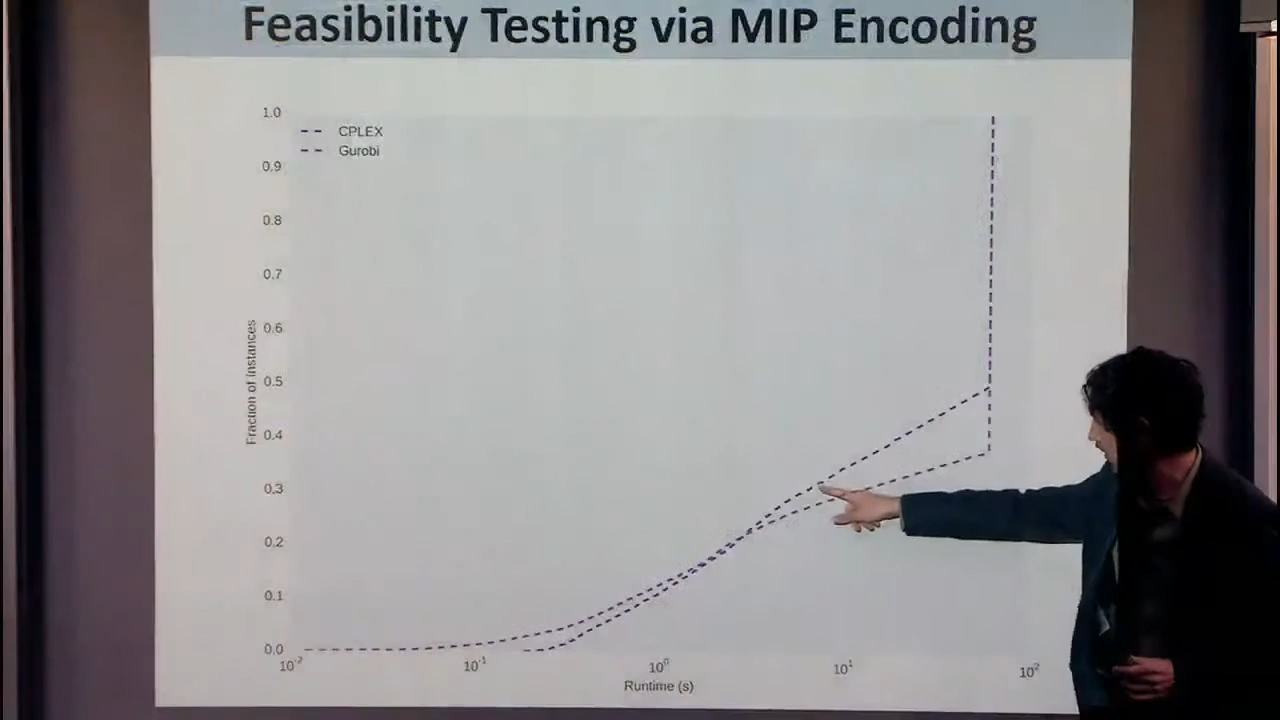 Feasibility Testing via MIP Encoding
1.0
CPLEX
Gurobi
0.9
0.8
0.7
0.6
0.5
0.4
0.3
0.2
0.1
0.0
Fraction of instances
10⁻² 10⁻¹ 10⁰ 10¹ 10²
Runtime (s)